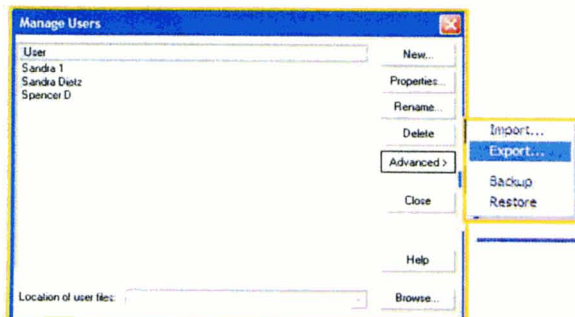 Manage Users
User
Sandra 1
Sandra Dietz
Spencer D
New...
Properties...
Rename...
Delete
Advanced >
Close
Help
Location of user files:
Browse...
Import...
Export...
Backup
Restore